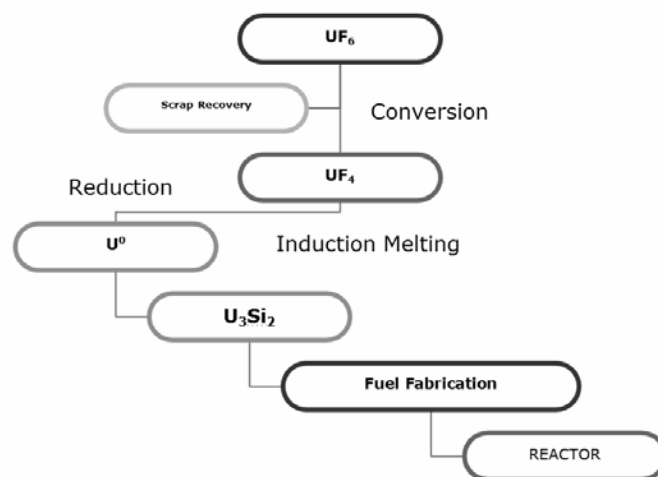 UF₆
Scrap Recovery
Conversion
UF₄
Reduction
U⁰
Induction Melting
U₃Si₂
Fuel Fabrication
REACTOR